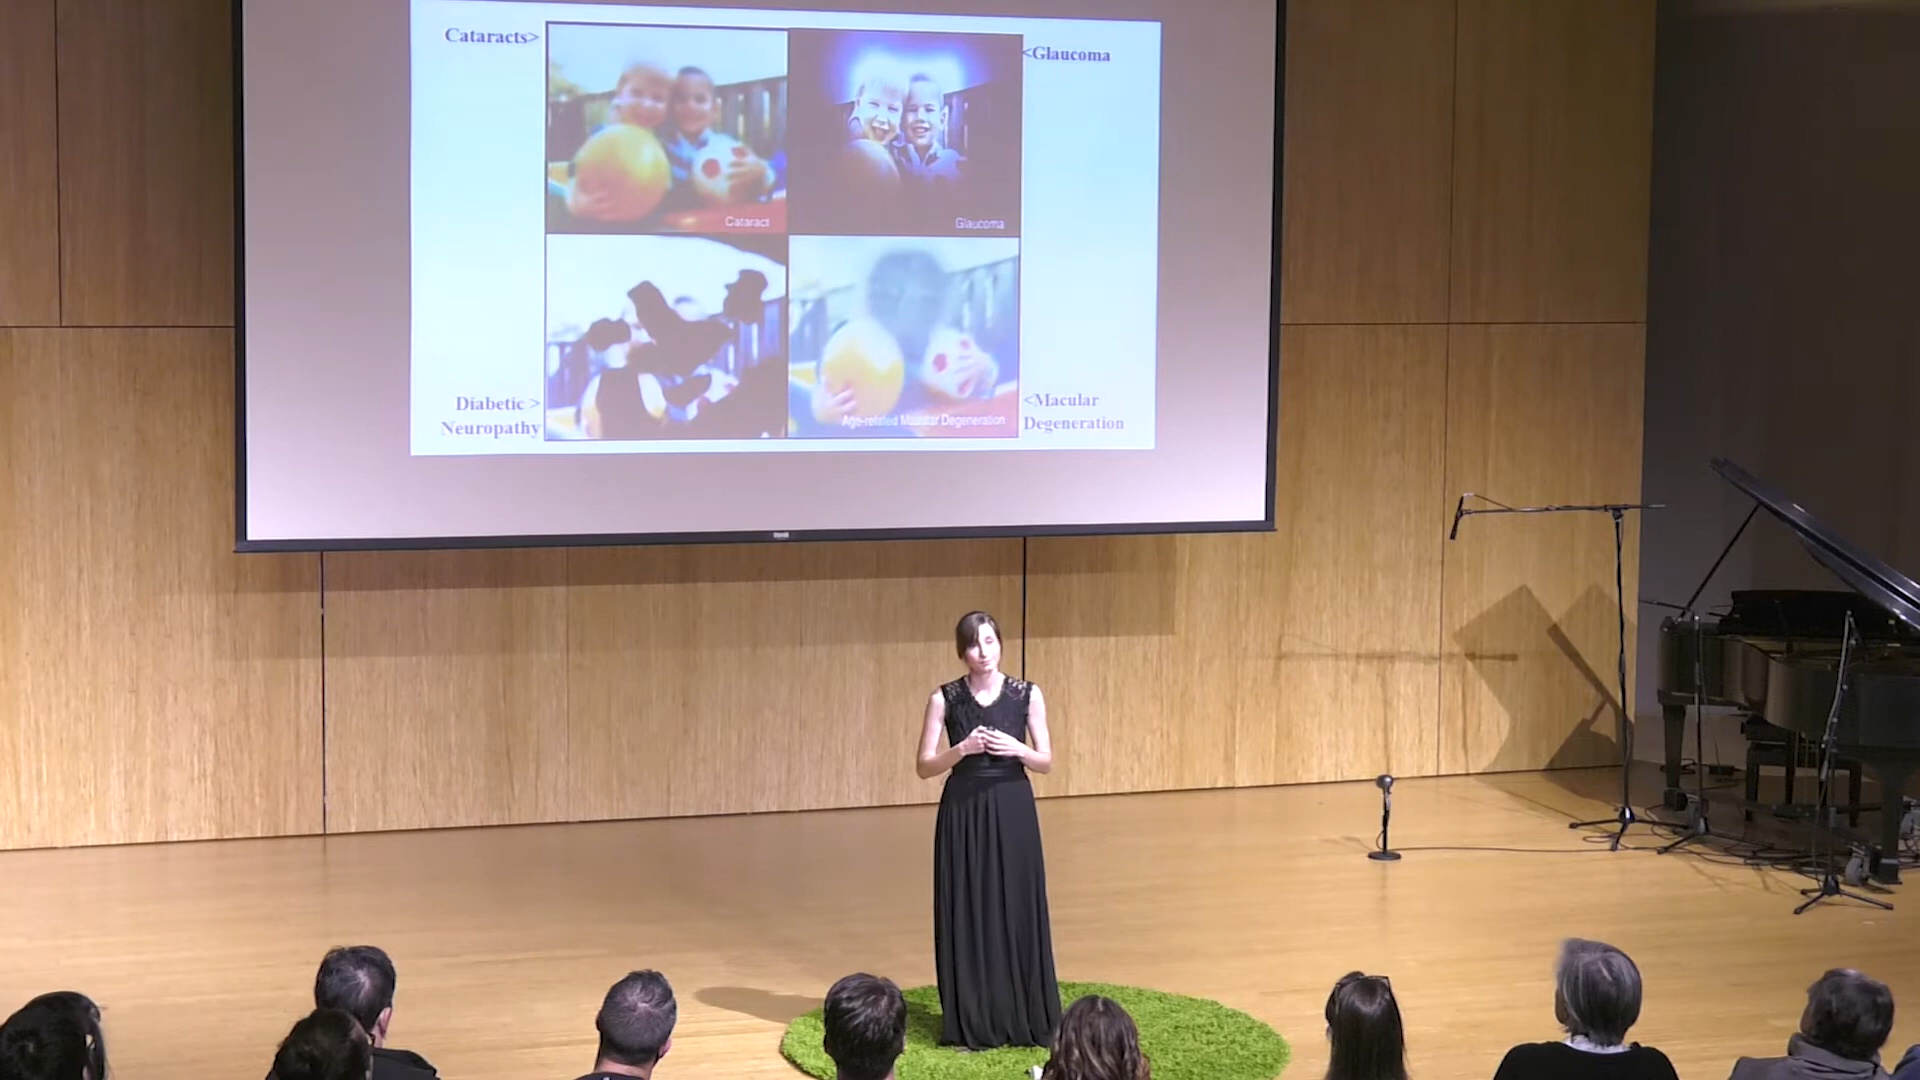 Cataracts>
<Glaucoma
Cataract
Glaucoma
Diabetic >
Neuropathy
Age-related Macular Degeneration
<Macular
Degeneration